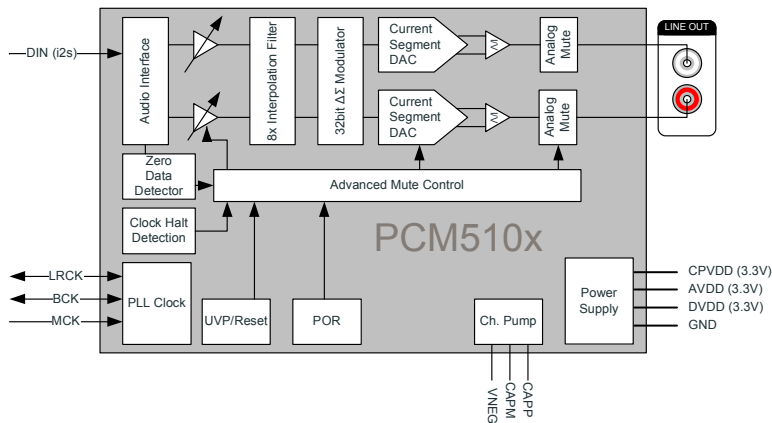 DIN (i2s)
Audio Interface
8x Interpolation Filter
32bit ΔΣ Modulator
Current
Segment
DAC
Analog
Mute
LINE OUT
Current
Segment
DAC
Analog
Mute
Zero
Data
Detector
Advanced Mute Control
Clock Halt
Detection
PCM510x
LRCK
BCK
MCK
PLL Clock
UVP/Reset
POR
Ch. Pump
Power
Supply
CPVDD (3.3V)
AVDD (3.3V)
DVDD (3.3V)
GND
VNEG
CAPM
CAPP